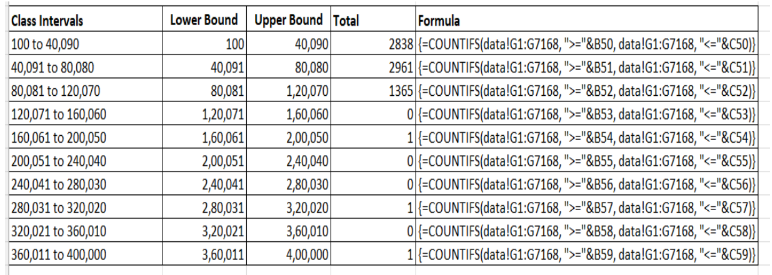 Class Intervals Lower Bound Upper Bound Total Formula
100 to 40,090 100 40,090 2838 {=COUNTIFS(data!G1:G7168, ">="&B50, data!G1:G7168, "<="&C50)}
40,091 to 80,080 40,091 80,080 2961 {=COUNTIFS(data!G1:G7168, ">="&B51, data!G1:G7168, "<="&C51)}
80,081 to 120,070 80,081 1,20,070 1365 {=COUNTIFS(data!G1:G7168, ">="&B52, data!G1:G7168, "<="&C52)}
120,071 to 160,060 1,20,071 1,60,060 0 {=COUNTIFS(data!G1:G7168, ">="&B53, data!G1:G7168, "<="&C53)}
160,061 to 200,050 1,60,061 2,00,050 1 {=COUNTIFS(data!G1:G7168, ">="&B54, data!G1:G7168, "<="&C54)}
200,051 to 240,040 2,00,051 2,40,040 0 {=COUNTIFS(data!G1:G7168, ">="&B55, data!G1:G7168, "<="&C55)}
240,041 to 280,030 2,40,041 2,80,030 0 {=COUNTIFS(data!G1:G7168, ">="&B56, data!G1:G7168, "<="&C56)}
280,031 to 320,020 2,80,031 3,20,020 1 {=COUNTIFS(data!G1:G7168, ">="&B57, data!G1:G7168, "<="&C57)}
320,021 to 360,010 3,20,021 3,60,010 0 {=COUNTIFS(data!G1:G7168, ">="&B58, data!G1:G7168, "<="&C58)}
360,011 to 400,000 3,60,011 4,00,000 1 {=COUNTIFS(data!G1:G7168, ">="&B59, data!G1:G7168, "<="&C59)}